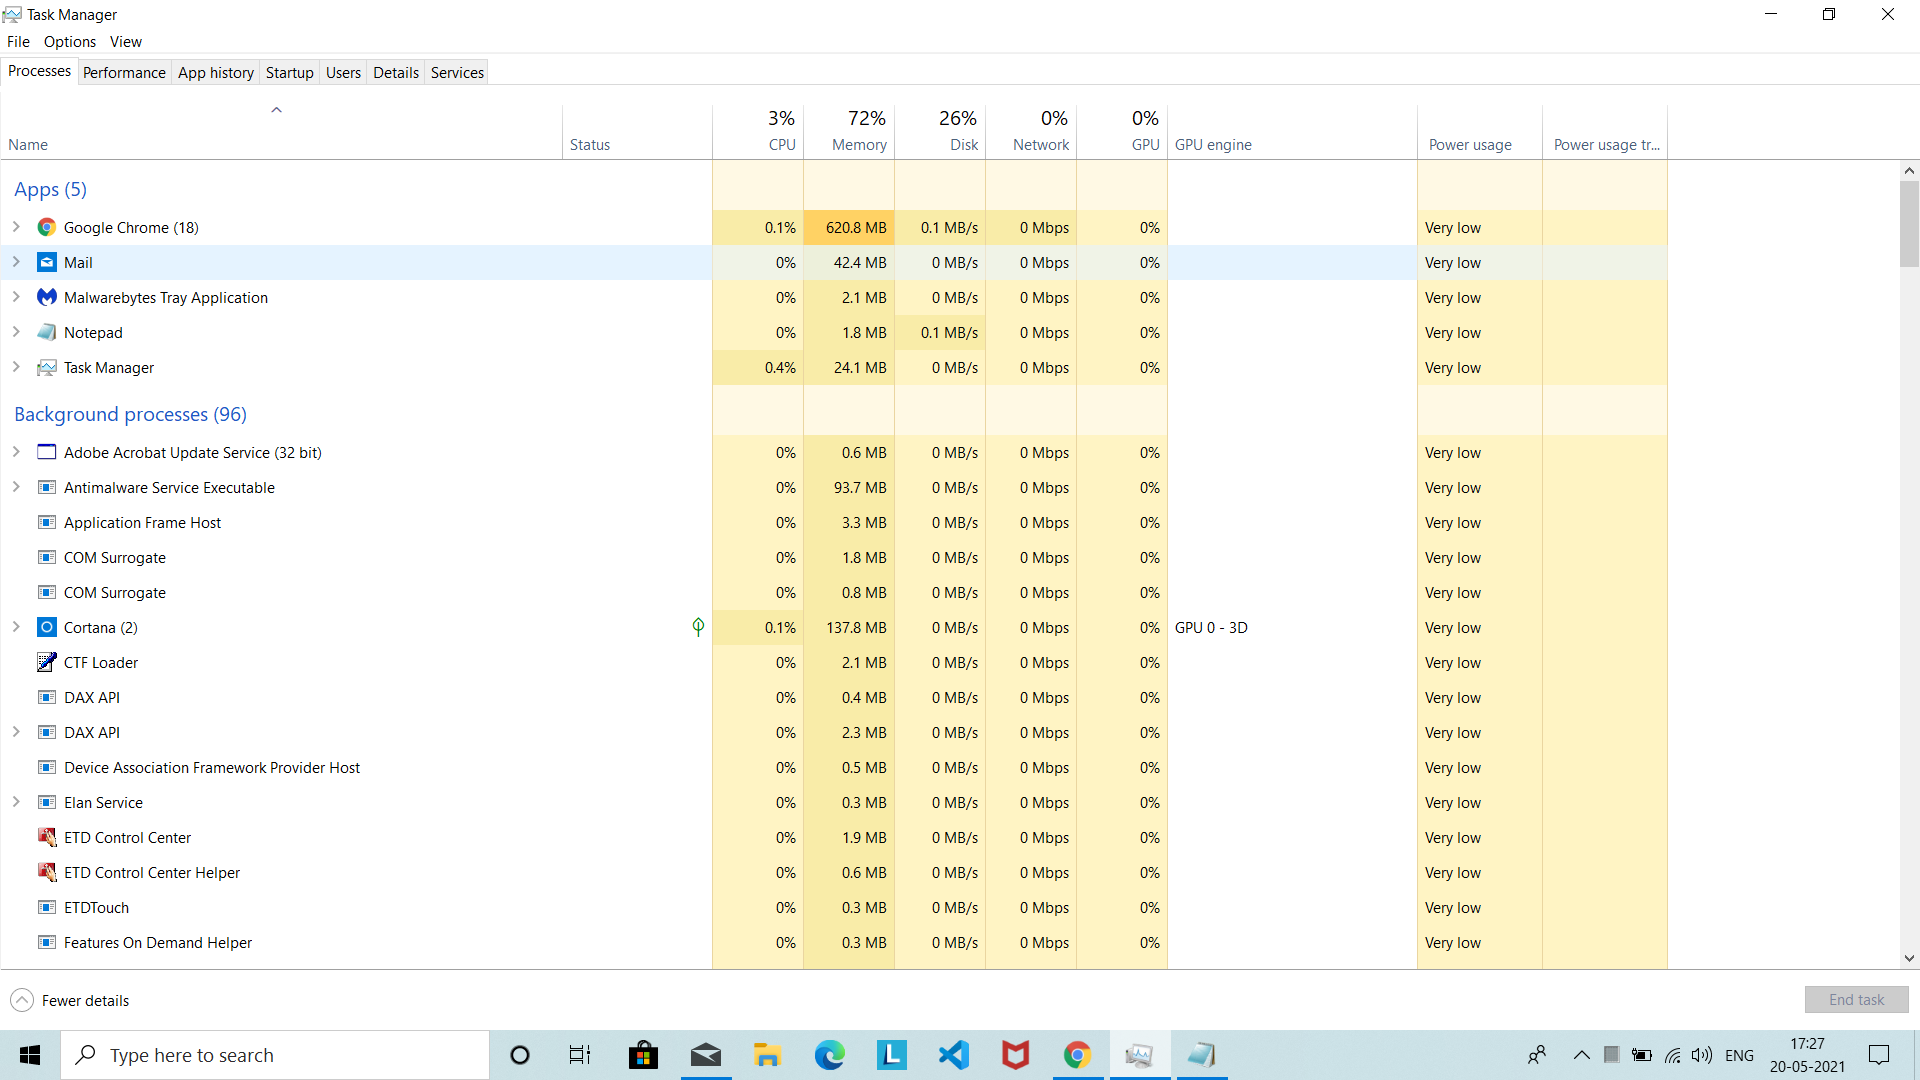 Task Manager
File Options View
Processes Performance App history Startup Users Details Services
3% 72% 26% 0% 0%
Name Status CPU Memory Disk Network GPU GPU engine Power usage Power usage tr...
Apps (5)
Google Chrome (18) 0.1% 620.8 MB 0.1 MB/s 0 Mbps 0% Very low
Mail 0% 42.4 MB 0 MB/s 0 Mbps 0% Very low
Malwarebytes Tray Application 0% 2.1 MB 0 MB/s 0 Mbps 0% Very low
Notepad 0% 1.8 MB 0.1 MB/s 0 Mbps 0% Very low
Task Manager 0.4% 24.1 MB 0 MB/s 0 Mbps 0% Very low
Background processes (96)
Adobe Acrobat Update Service (32 bit) 0% 0.6 MB 0 MB/s 0 Mbps 0% Very low
Antimalware Service Executable 0% 93.7 MB 0 MB/s 0 Mbps 0% Very low
Application Frame Host 0% 3.3 MB 0 MB/s 0 Mbps 0% Very low
COM Surrogate 0% 1.8 MB 0 MB/s 0 Mbps 0% Very low
COM Surrogate 0% 0.8 MB 0 MB/s 0 Mbps 0% Very low
Cortana (2) 0.1% 137.8 MB 0 MB/s 0 Mbps 0% GPU 0 - 3D Very low
CTF Loader 0% 2.1 MB 0 MB/s 0 Mbps 0% Very low
DAX API 0% 0.4 MB 0 MB/s 0 Mbps 0% Very low
DAX API 0% 2.3 MB 0 MB/s 0 Mbps 0% Very low
Device Association Framework Provider Host 0% 0.5 MB 0 MB/s 0 Mbps 0% Very low
Elan Service 0% 0.3 MB 0 MB/s 0 Mbps 0% Very low
ETD Control Center 0% 1.9 MB 0 MB/s 0 Mbps 0% Very low
ETD Control Center Helper 0% 0.6 MB 0 MB/s 0 Mbps 0% Very low
ETDTouch 0% 0.3 MB 0 MB/s 0 Mbps 0% Very low
Features On Demand Helper 0% 0.3 MB 0 MB/s 0 Mbps 0% Very low
Fewer details End task
Type here to search L ENG 17:27
20-05-2021